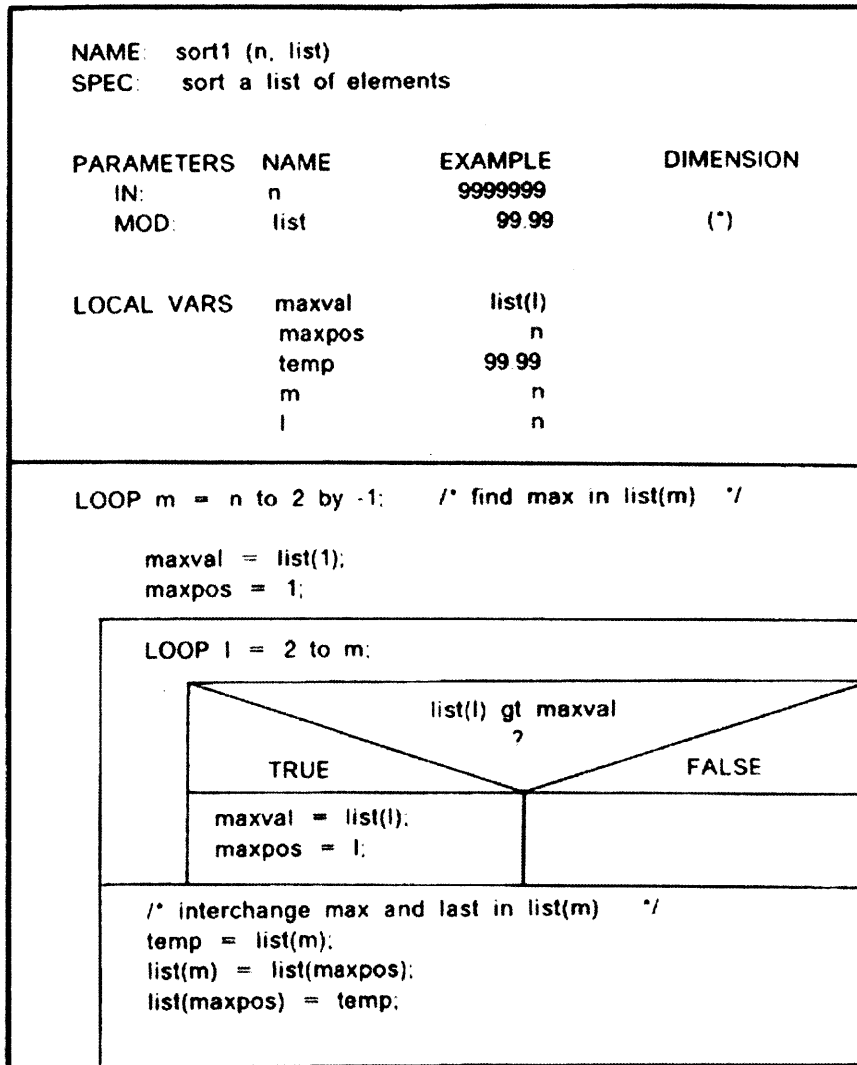 NAME: sort1 (n, list)
SPEC: sort a list of elements
PARAMETERS NAME EXAMPLE DIMENSION
IN: n 9999999
MOD: list 99.99 (*)
LOCAL VARS maxval list(l)
maxpos n
temp 99.99
m n
l n
LOOP m = n to 2 by -1; /* find max in list(m) */
maxval = list(1);
maxpos = 1;
LOOP l = 2 to m;
list(l) gt maxval
?
TRUE FALSE
maxval = list(l);
maxpos = l;
/* interchange max and last in list(m) */
temp = list(m);
list(m) = list(maxpos);
list(maxpos) = temp;